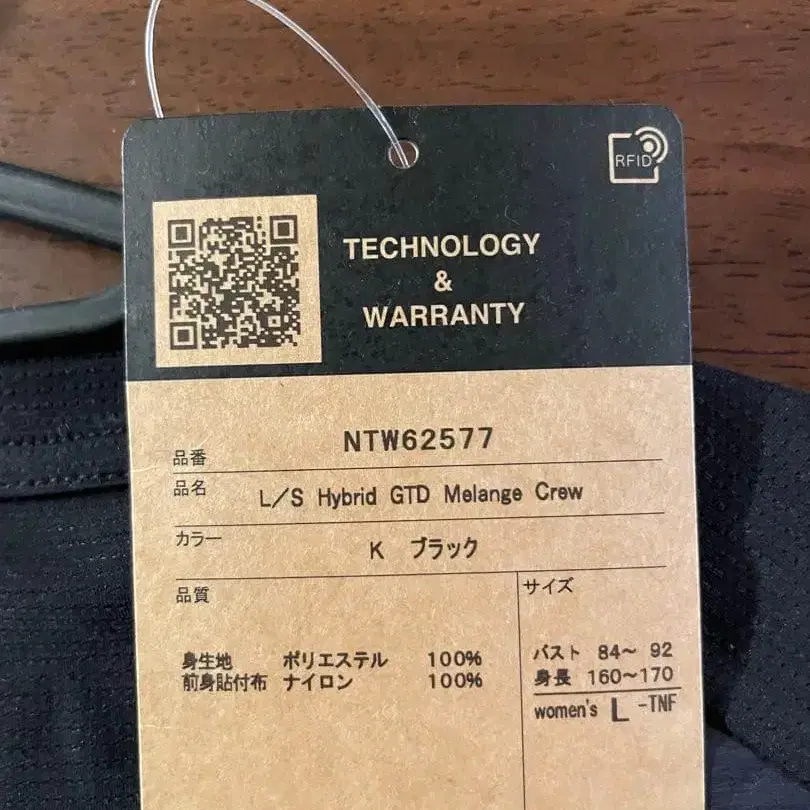 RFID
TECHNOLOGY
&
WARRANTY
品番 NTW62577
品名 L/S Hybrid GTD Melange Crew
カラー K ブラック
品質
身生地 ポリエステル 100%
前身貼付布 ナイロン 100%
サイズ
バスト 84~ 92
身長 160~170
women's L -TNF